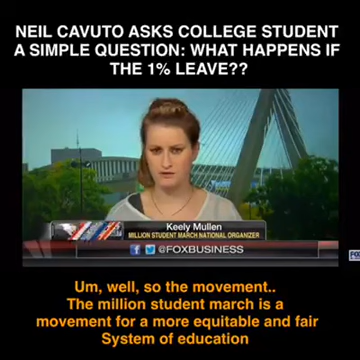 NEIL CAVUTO ASKS COLLEGE STUDENT
A SIMPLE QUESTION: WHAT HAPPENS IF
THE 1% LEAVE??
Keely Mullen
MILLION STUDENT MARCH NATIONAL ORGANIZER
@FOXBUSINESS
FOX
Um, well, so the movement..
The million student march is a
movement for a more equitable and fair
System of education